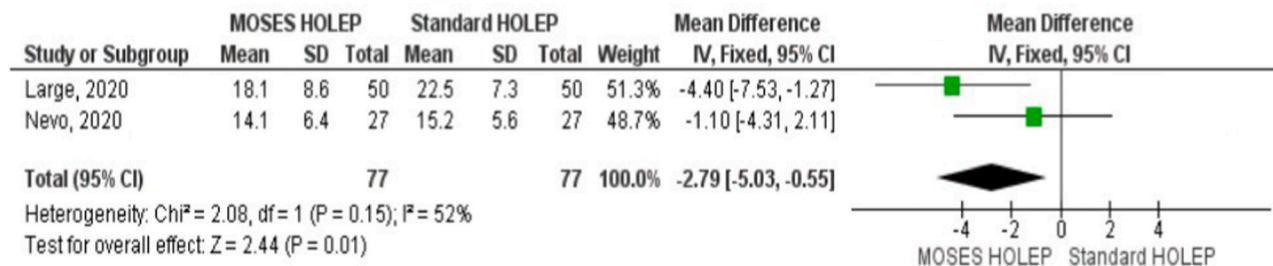 MOSES HOLEP Standard HOLEP Mean Difference Mean Difference
Study or Subgroup Mean SD Total Mean SD Total Weight IV, Fixed, 95% CI IV, Fixed, 95% CI
Large, 2020 18.1 8.6 50 22.5 7.3 50 51.3% -4.40 [-7.53, -1.27]
Nevo, 2020 14.1 6.4 27 15.2 5.6 27 48.7% -1.10 [-4.31, 2.11]
Total (95% CI) 77 77 100.0% -2.79 [-5.03, -0.55]
Heterogeneity: Chi² = 2.08, df = 1 (P = 0.15); I² = 52%
Test for overall effect: Z = 2.44 (P = 0.01)
-4 -2 0 2 4
MOSES HOLEP Standard HOLEP